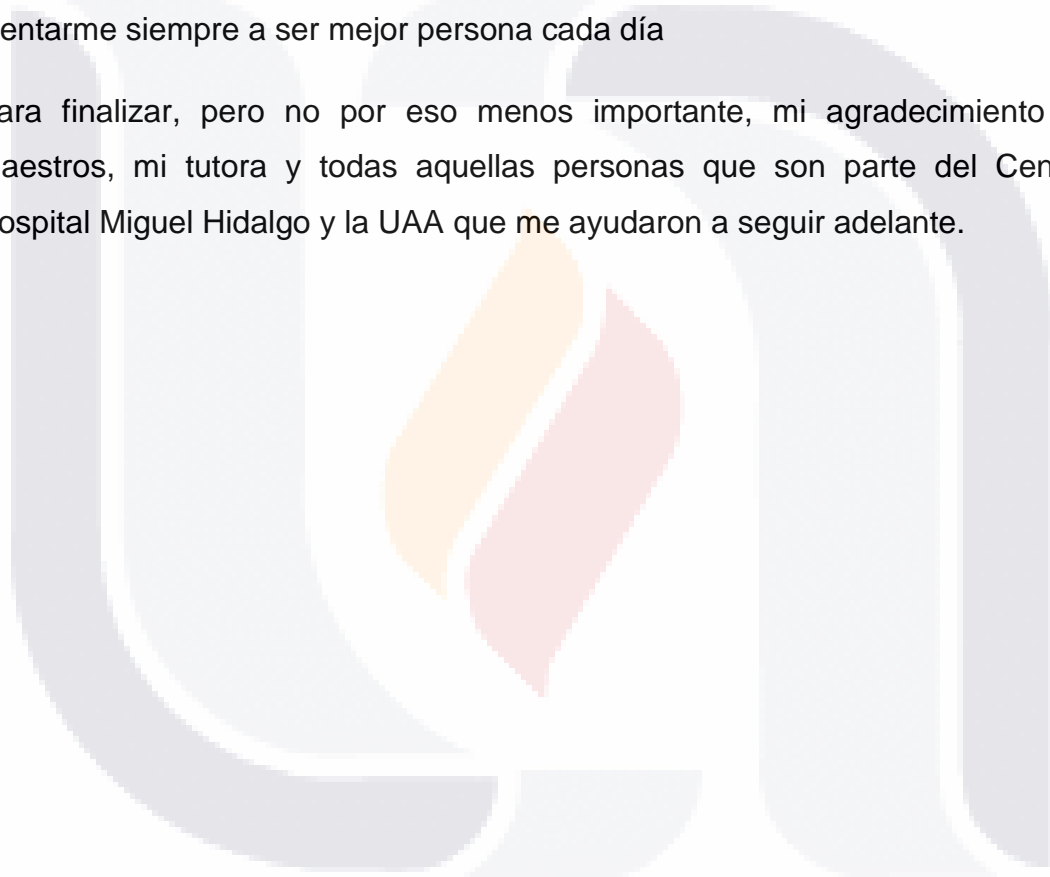 entarme siempre a ser mejor persona cada día
ara finalizar, pero no por eso menos importante, mi agradecimiento
aestros, mi tutora y todas aquellas personas que son parte del Cen
ospital Miguel Hidalgo y la UAA que me ayudaron a seguir adelante.